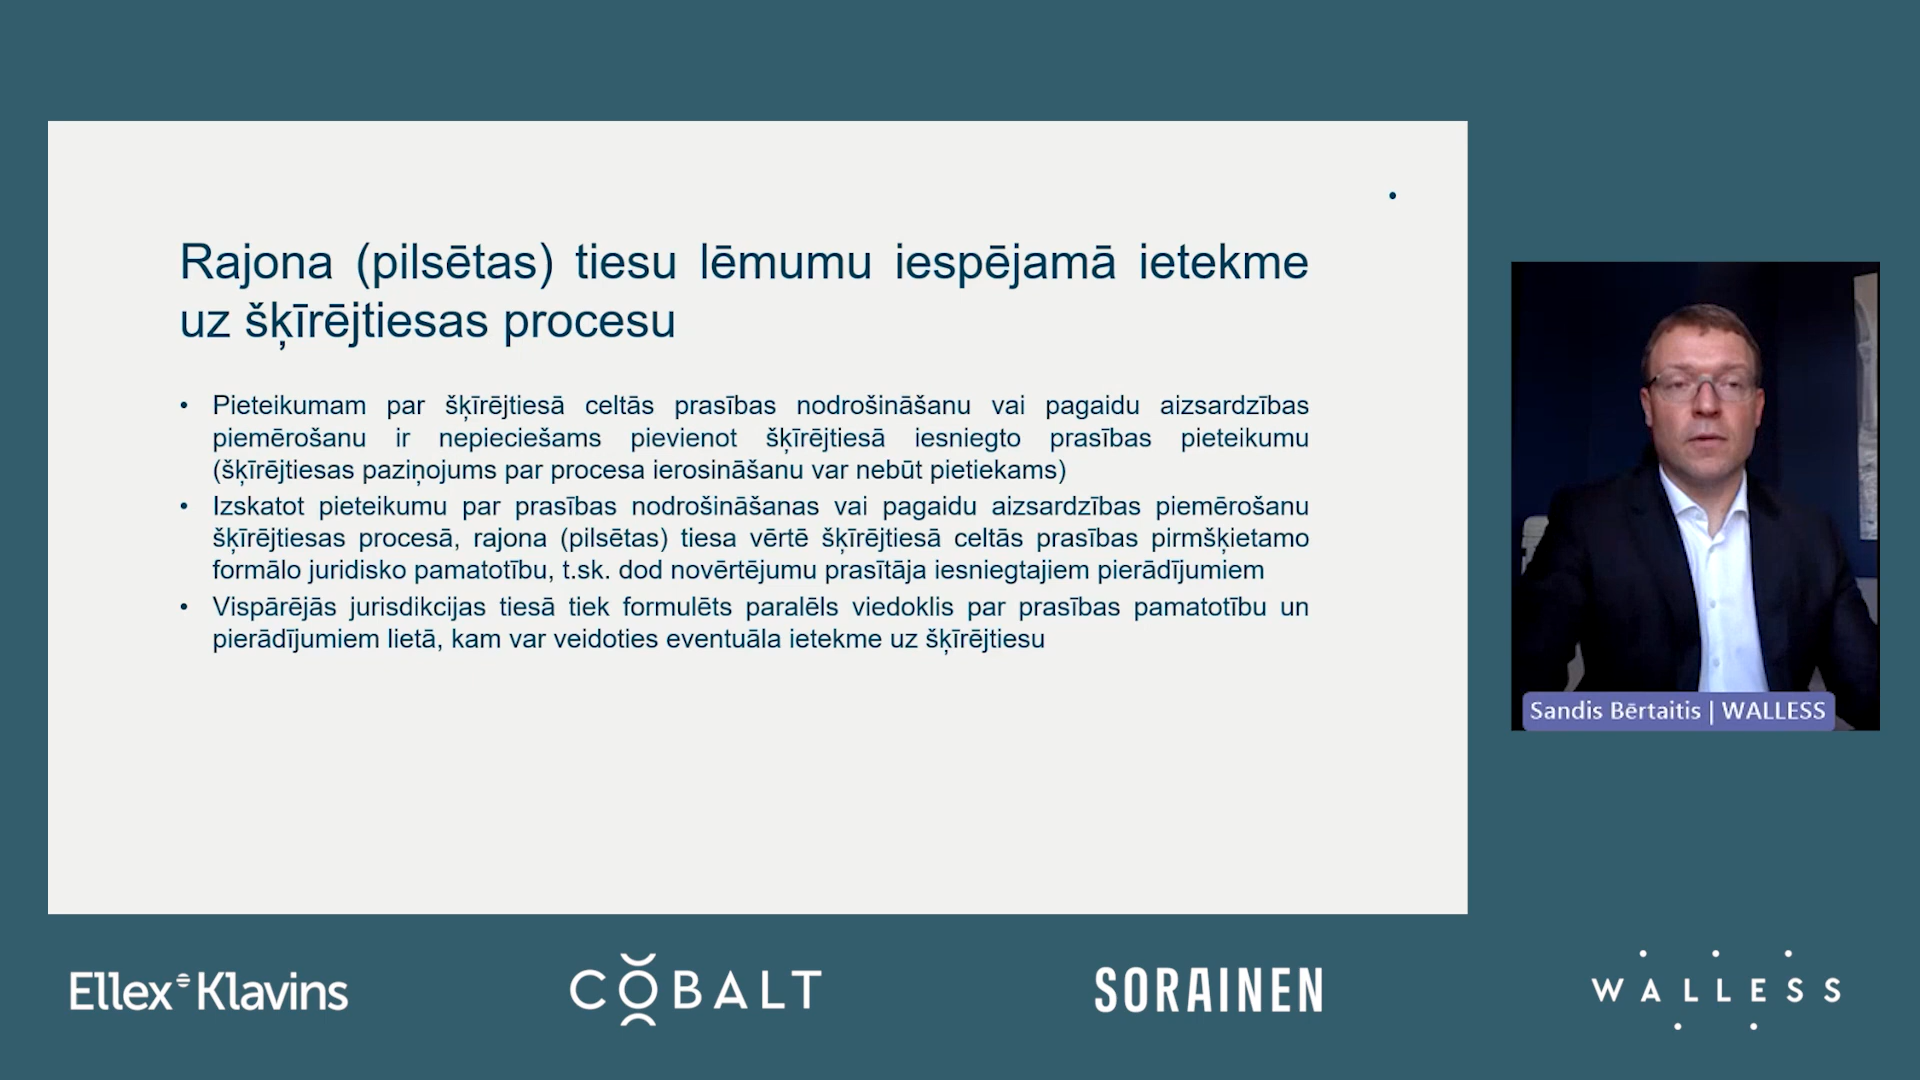 Rajona (pilsētas) tiesu lēmumu iespējamā ietekme
uz šķīrējtiesas procesu
• Pieteikumam par šķīrējtiesā celtās prasības nodrošināšanu vai pagaidu aizsardzības
piemērošanu ir nepieciešams pievienot šķīrējtiesā iesniegto prasības pieteikumu
(šķīrējtiesas paziņojums par procesa ierosināšanu var nebūt pietiekams)
• Izskatot pieteikumu par prasības nodrošināšanas vai pagaidu aizsardzības piemērošanu
šķīrējtiesas procesā, rajona (pilsētas) tiesa vērtē šķīrējtiesā celtās prasības pirmšķietamo
formālo juridisko pamatotību, t.sk. dod novērtējumu prasītāja iesniegtajiem pierādījumiem
• Vispārējās jurisdikcijas tiesā tiek formulēts paralēls viedoklis par prasības pamatotību un
pierādījumiem lietā, kam var veidoties eventuāla ietekme uz šķīrējtiesu
Sandis Bērtaitis | WALLESS
Ellex Klavins
COBALT
SORAINEN
WALLESS